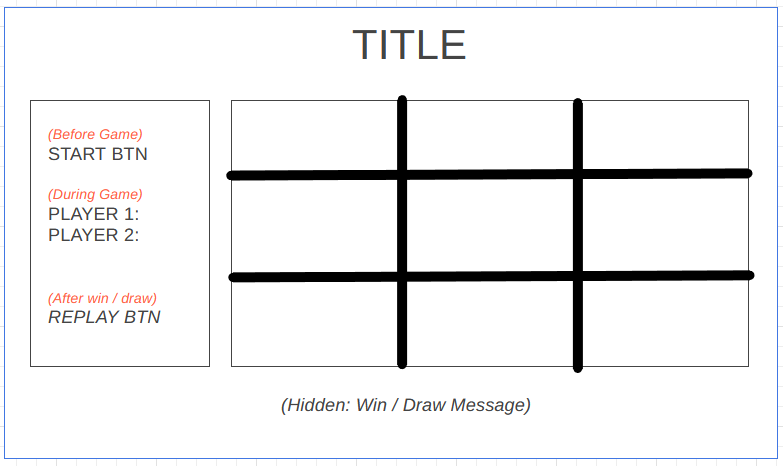 TITLE
(Before Game)
START BTN
(During Game)
PLAYER 1:
PLAYER 2:
(After win / draw)
REPLAY BTN
(Hidden: Win / Draw Message)